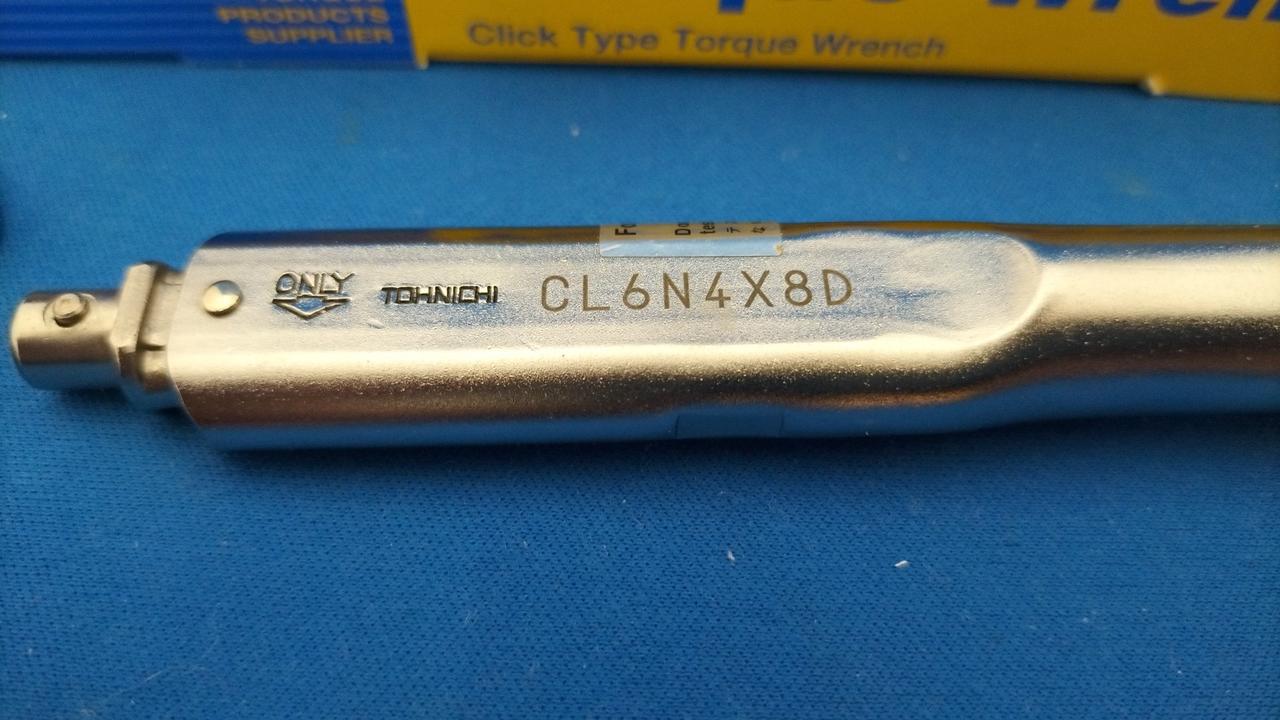 PRODUCTS
SUPPLIER
Click Type Torque Wrench
ONLY
TOHNICHI
CL6N4X8D